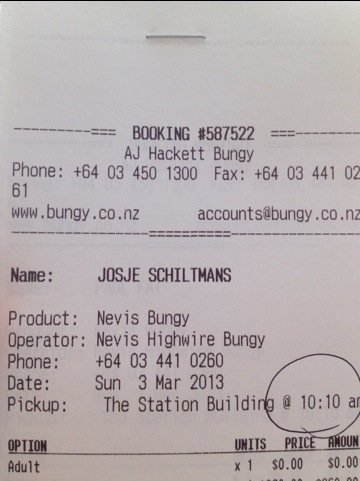 ---------=== BOOKING #587522 ===---------
AJ Hackett Bungy
Phone: +64 03 450 1300 Fax: +64 03 441 02
61
www.bungy.co.nz accounts@bungy.co.nz
---------------==========---------------
Name: JOSJE SCHILTMANS
Product: Nevis Bungy
Operator: Nevis Highwire Bungy
Phone: +64 03 441 0260
Date: Sun 3 Mar 2013
Pickup: The Station Building @ 10:10 am
OPTION UNITS PRICE AMOUN
Adult x 1 $0.00 $0.00